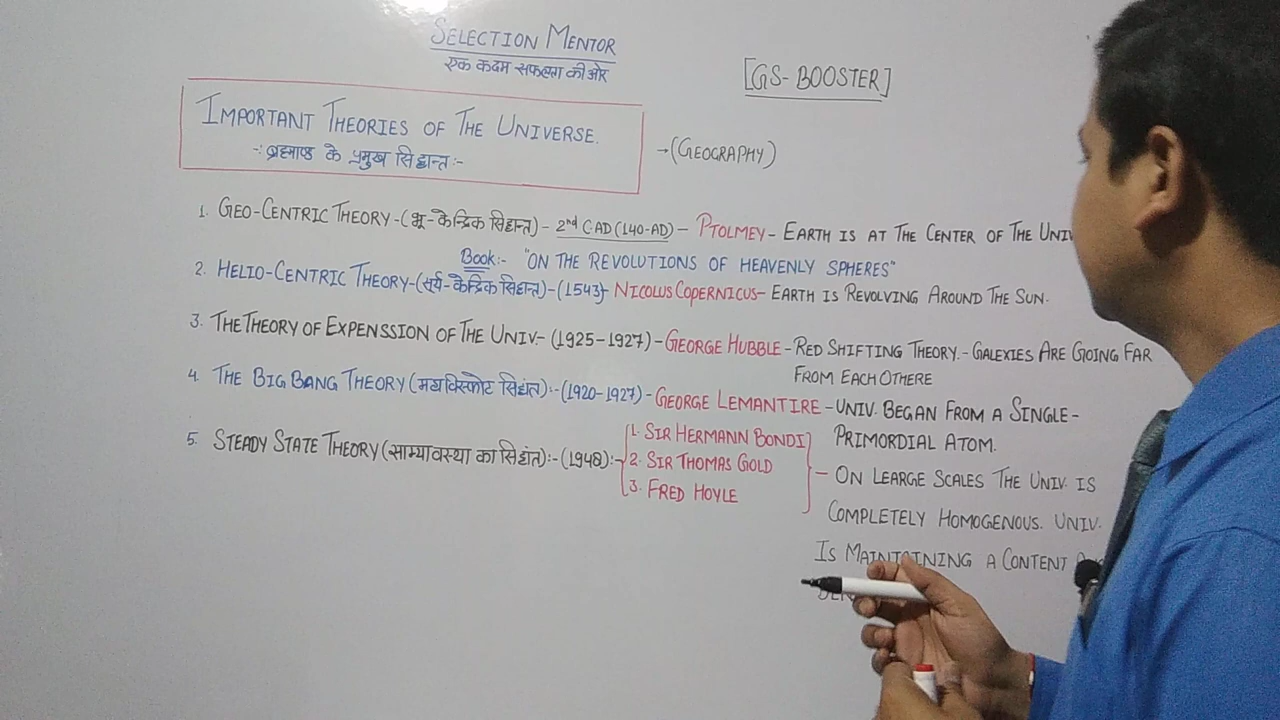 SELECTION MENTOR
एक कदम सफलता की ओर
[GS-BOOSTER]
IMPORTANT THEORIES OF THE UNIVERSE.
-: ब्रह्माण्ड के प्रमुख सिद्धान्त:-
→(GEOGRAPHY)
1. GEO-CENTRIC THEORY-(भू-केन्द्रिक सिद्धान्त)- 2nd C.AD (140-AD)- PTOLMEY- EARTH IS AT THE CENTER OF THE UNIV
Book:- "ON THE REVOLUTIONS OF HEAVENLY SPHERES"
2. HELIO-CENTRIC THEORY-(सूर्य-केन्द्रिक सिद्धान्त)-(1543)- NICOLUS COPERNICUS- EARTH IS REVOLVING AROUND THE SUN.
3. THE THEORY OF EXPENSSION OF THE UNIV.- (1925-1927)-GEORGE HUBBLE-RED SHIFTING THEORY.-GALEXIES ARE GOING FAR
FROM EACH OTHERE
4. THE BIG BANG THEORY (महाविस्फोट सिद्धांत):-(1920-1927)-GEORGE LEMANTIRE-UNIV. BEGAN FROM A SINGLE-
PRIMORDIAL ATOM.
5. STEADY STATE THEORY (साम्यावस्था का सिद्धांत):-(1948):-
1. SIR HERMANN BONDI
2. SIR THOMAS GOLD
3. FRED HOYLE
- ON LEARGE SCALES THE UNIV. IS
COMPLETELY HOMOGENOUS. UNIV.
IS MAINTAINING A CONTENT